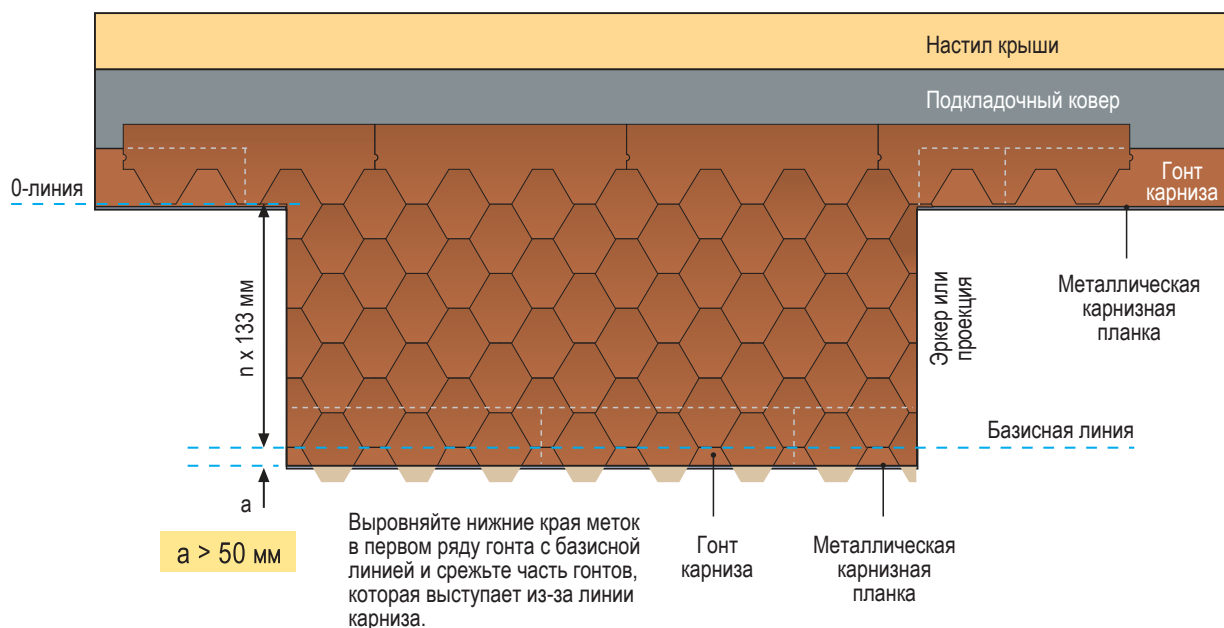 Настил крыши
Подкладочный ковер
Гонт
карниза
0-линия
n x 133 мм
Эркер или
проекция
Металлическая
карнизная
планка
Базисная линия
a
a > 50 мм
Выровняйте нижние края меток
в первом ряду гонта с базисной
линией и срежьте часть гонтов,
которая выступает из-за линии
карниза.
Гонт
карниза
Металлическая
карнизная
планка